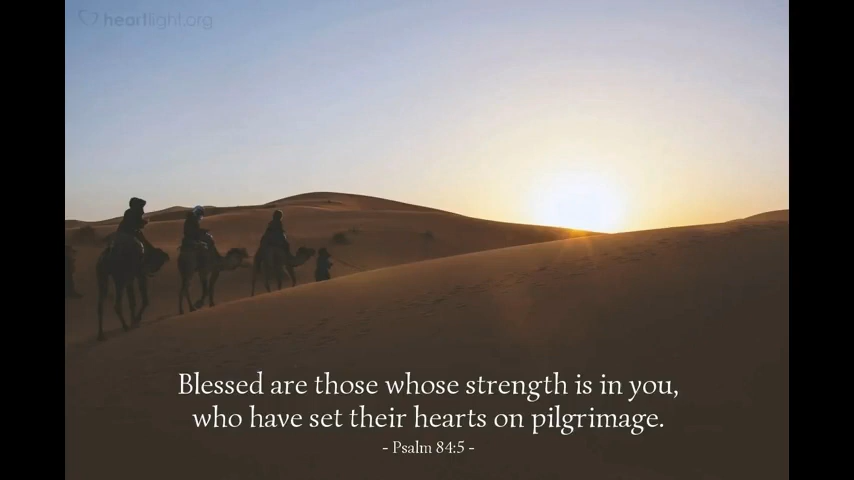 heartlight.org
Blessed are those whose strength is in you,
who have set their hearts on pilgrimage.
- Psalm 84:5 -